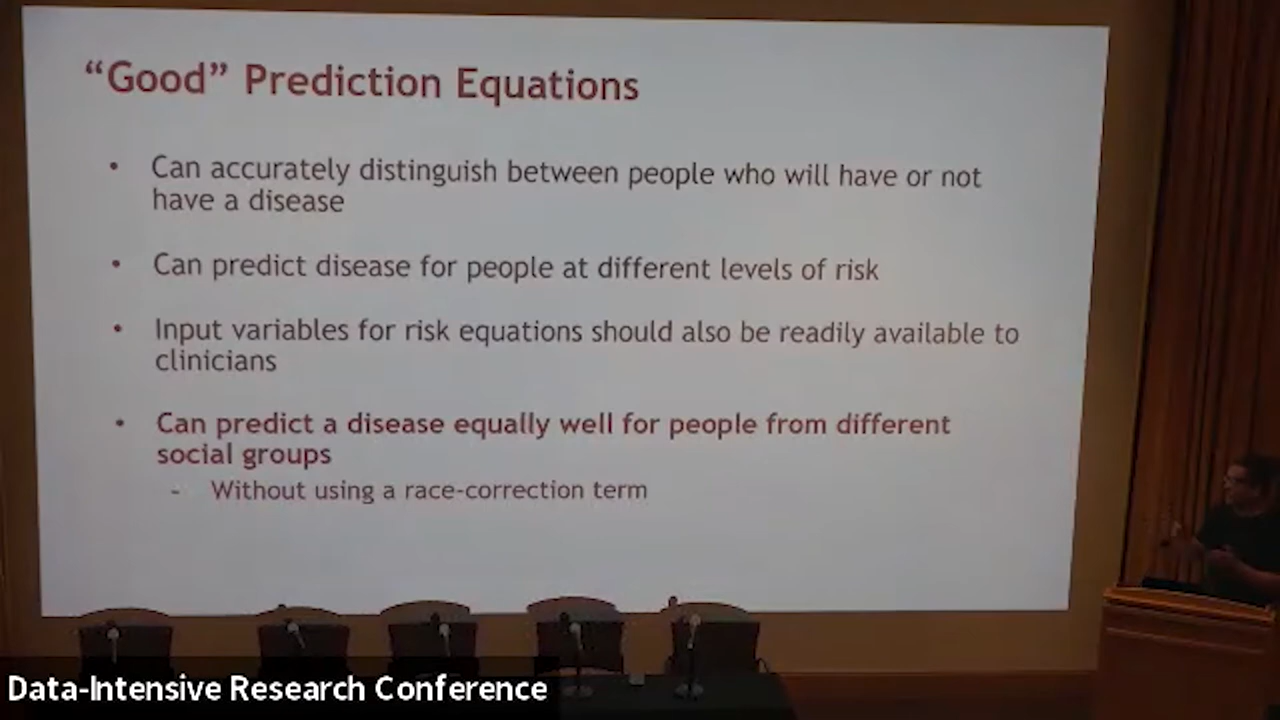 “Good” Prediction Equations
• Can accurately distinguish between people who will have or not
have a disease
• Can predict disease for people at different levels of risk
• Input variables for risk equations should also be readily available to
clinicians
• Can predict a disease equally well for people from different
social groups
- Without using a race-correction term
Data-Intensive Research Conference